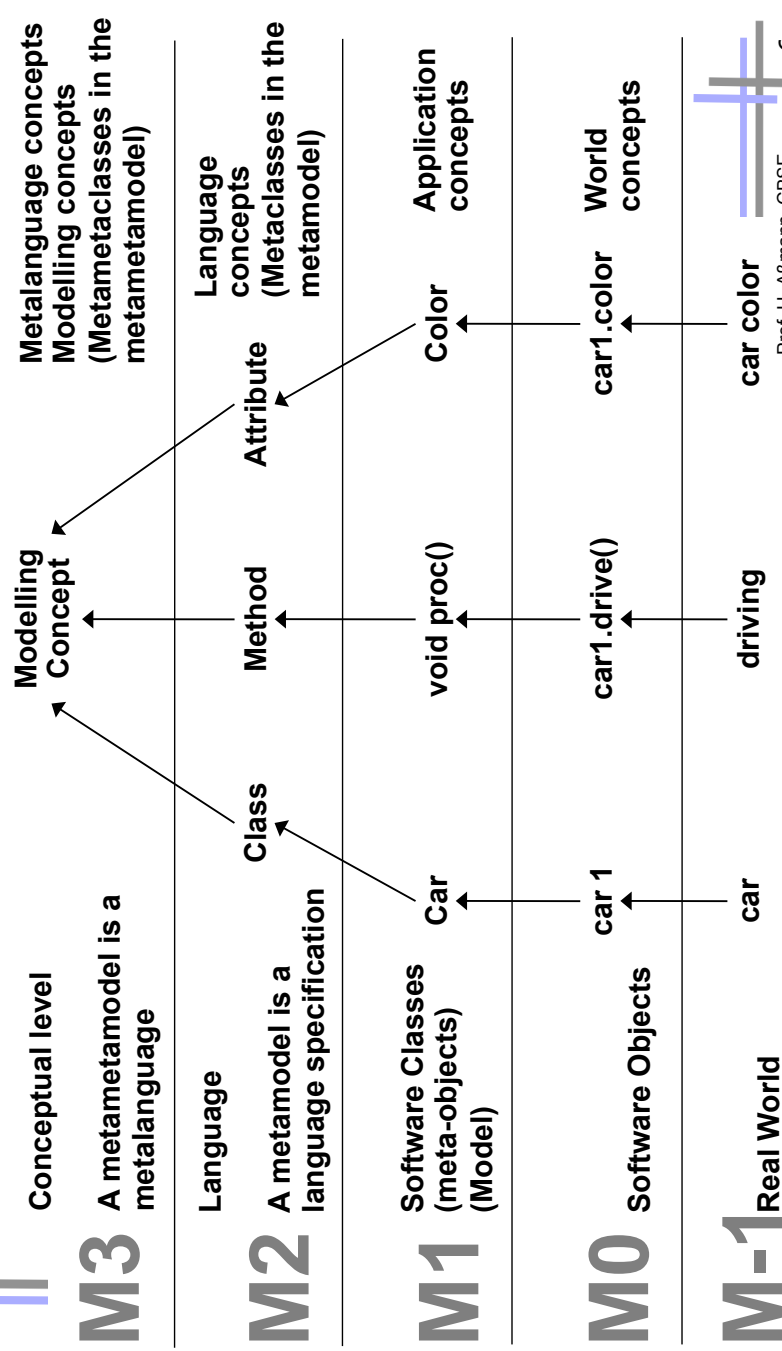 Metalanguage concepts
Modelling concepts
(Metametaclasses in the
metametamodel)
Modelling
Concept
Conceptual level
M3
A metametamodel is a
metalanguage
Language
concepts
(Metaclasses in the
metamodel)
Attribute
Method
Class
Language
M2
A metamodel is a
language specification
Application
concepts
Color
void proc()
Car
Software Classes
(meta-objects)
(Model)
M1
World
concepts
car1.color
car1.drive()
car 1
Software Objects
M0
car color
driving
car
Real World
M-1